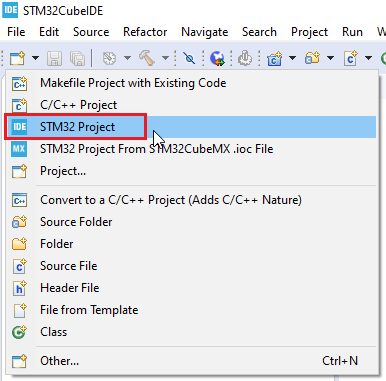 IDE STM32CubeIDE
File Edit Source Refactor Navigate Search Project Run
Makefile Project with Existing Code
C/C++ Project
IDE STM32 Project
MX STM32 Project From STM32CubeMX .ioc File
Project...
Convert to a C/C++ Project (Adds C/C++ Nature)
Source Folder
Folder
Source File
Header File
File from Template
Class
Other... Ctrl+N